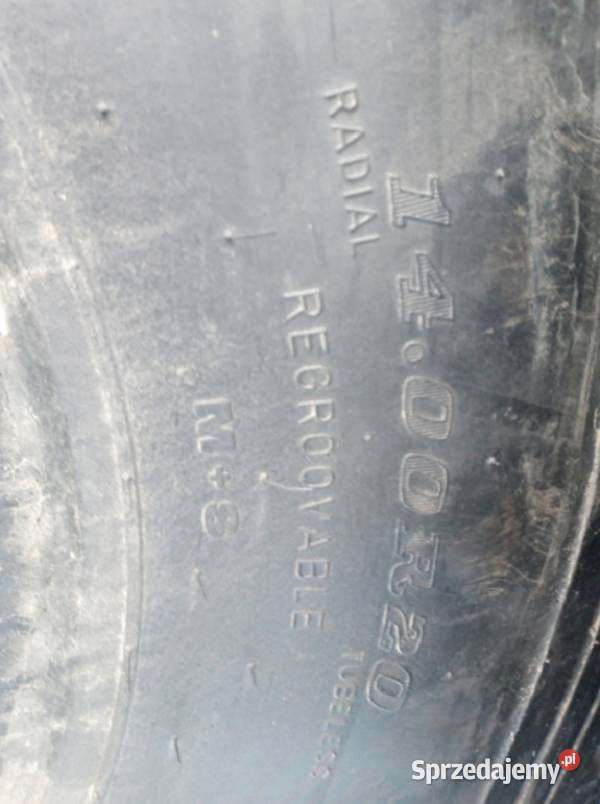 14.00R20
RADIAL
TUBELESS
REGROOVABLE
M+S
Sprzedajemy.pl